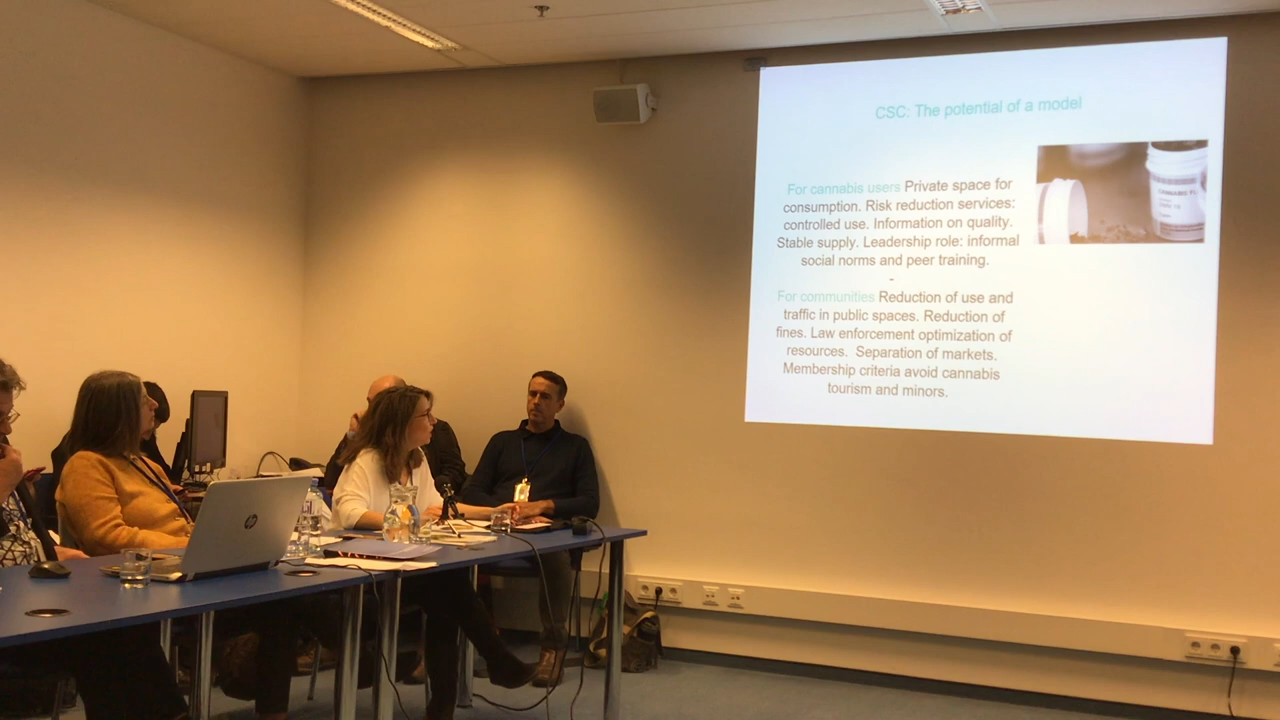 CSC: The potential of a model
For cannabis users Private space for
consumption. Risk reduction services:
controlled use. Information on quality.
Stable supply. Leadership role: informal
social norms and peer training.
-
For communities Reduction of use and
traffic in public spaces. Reduction of
fines. Law enforcement optimization of
resources. Separation of markets.
Membership criteria avoid cannabis
tourism and minors.
CANNABIS
hp